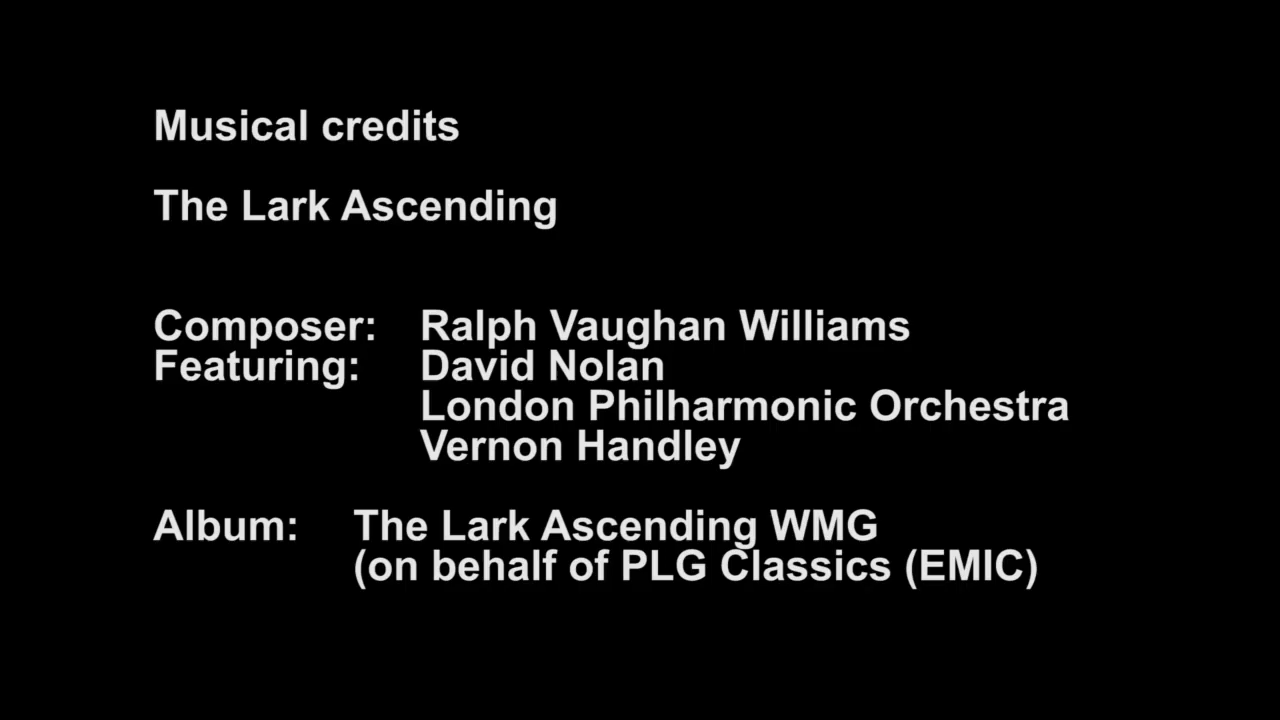 Musical credits
The Lark Ascending
Composer: Ralph Vaughan Williams
Featuring: David Nolan
London Philharmonic Orchestra
Vernon Handley
Album: The Lark Ascending WMG
(on behalf of PLG Classics (EMIC)